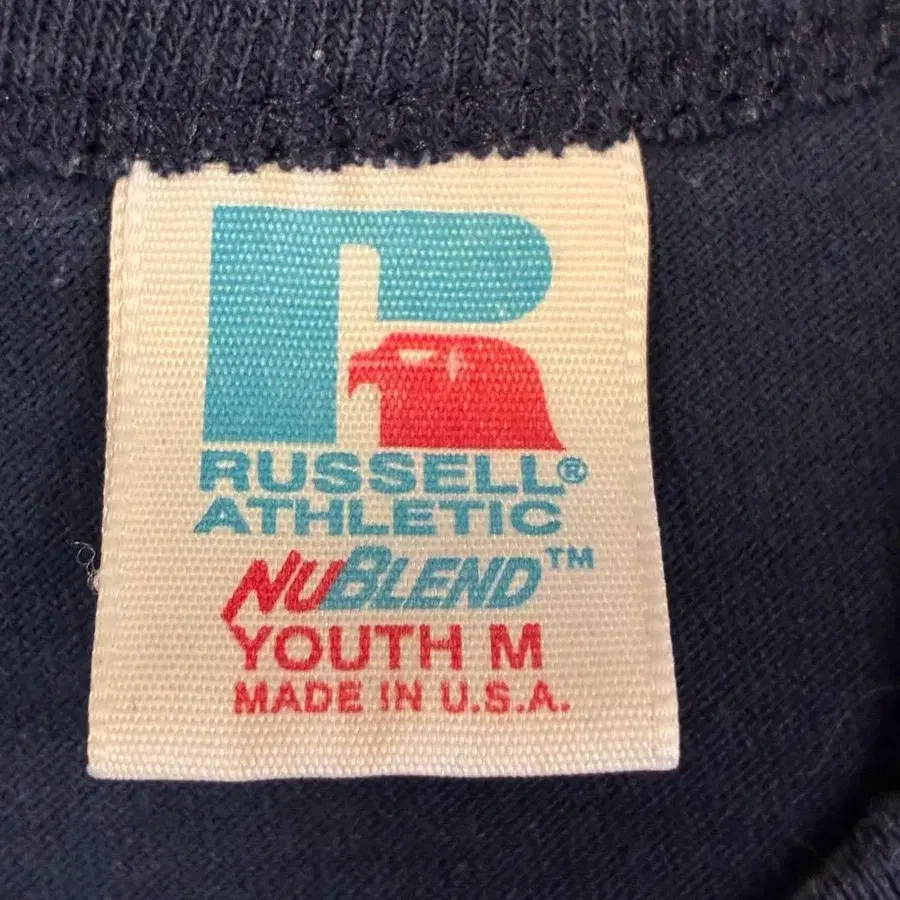 RUSSELL®
ATHLETIC
NUBLEND™
YOUTH M
MADE IN U.S.A.